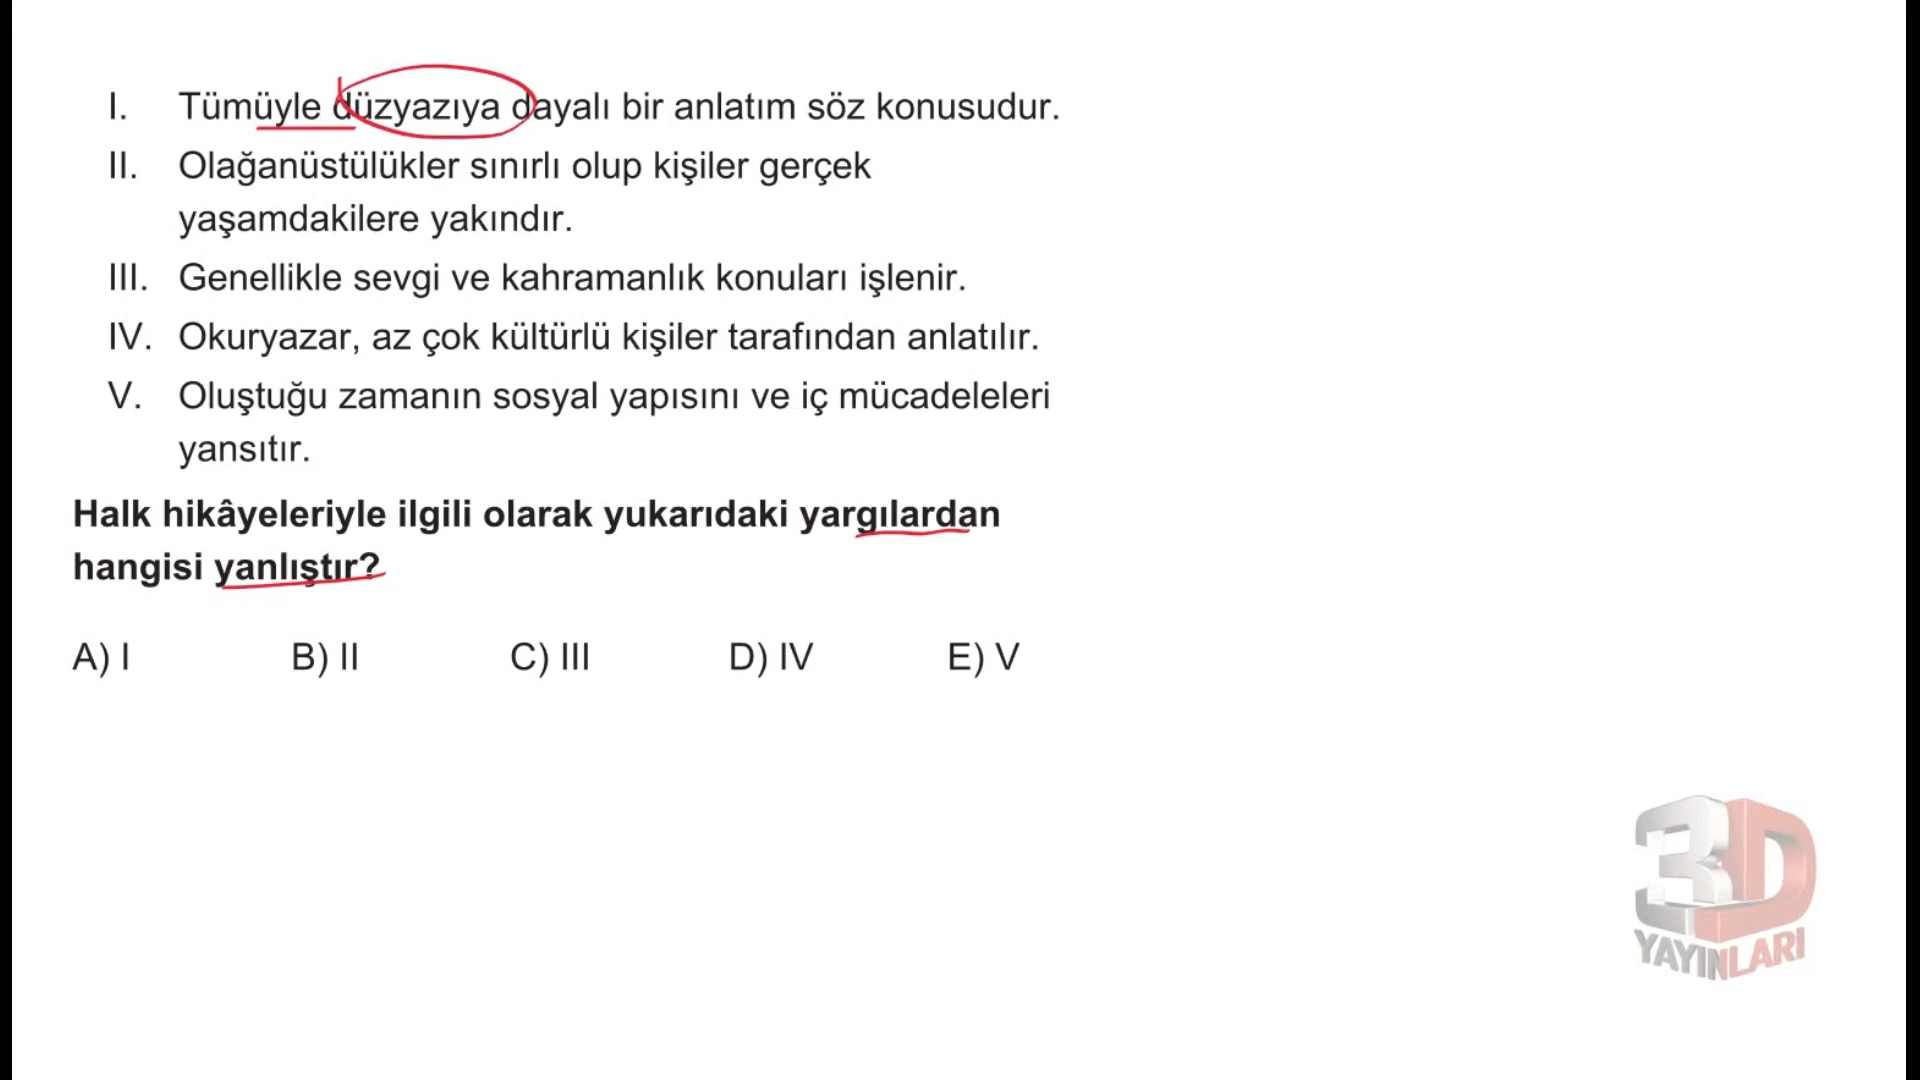 I. Tümüyle düzyazıya dayalı bir anlatım söz konusudur.
II. Olağanüstülükler sınırlı olup kişiler gerçek
yaşamdakilere yakındır.
III. Genellikle sevgi ve kahramanlık konuları işlenir.
IV. Okuryazar, az çok kültürlü kişiler tarafından anlatılır.
V. Oluştuğu zamanın sosyal yapısını ve iç mücadeleleri
yansıtır.
Halk hikâyeleriyle ilgili olarak yukarıdaki yargılardan
hangisi yanlıştır?
A) I B) II C) III D) IV E) V
3D
YAYINLARI